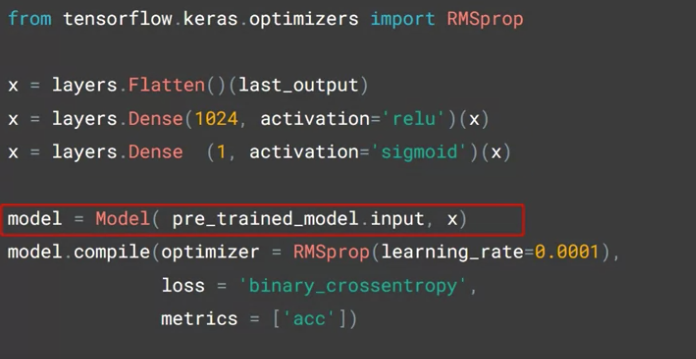 from tensorflow.keras.optimizers import RMSprop
x = layers.Flatten()(last_output)
x = layers.Dense(1024, activation='relu')(x)
x = layers.Dense  (1, activation='sigmoid')(x)
model = Model( pre_trained_model.input, x)
model.compile(optimizer = RMSprop(learning_rate=0.0001),
              loss = 'binary_crossentropy',
              metrics = ['acc'])